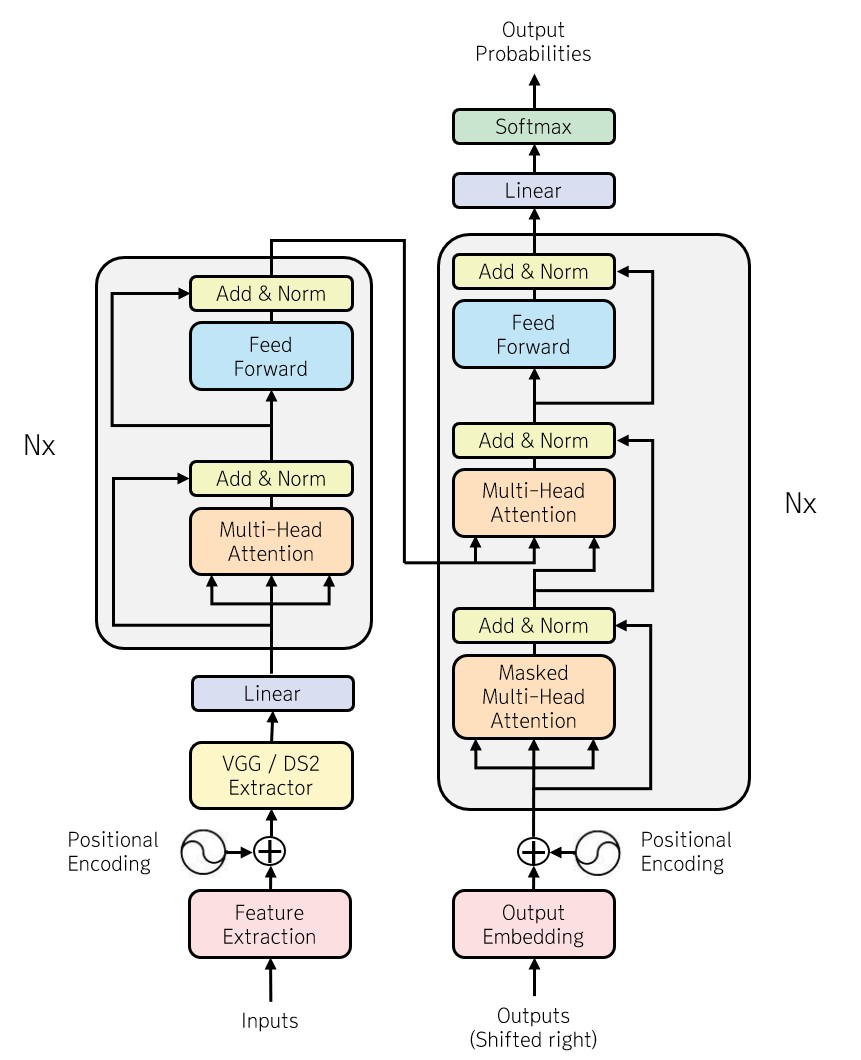 Output
Probabilities
Softmax
Linear
Add & Norm
Feed
Forward
Add & Norm
Multi-Head
Attention
Nx
Add & Norm
Masked
Multi-Head
Attention
Positional
Encoding
Output
Embedding
Outputs
(Shifted right)
Add & Norm
Feed
Forward
Nx
Add & Norm
Multi-Head
Attention
Linear
VGG / DS2
Extractor
Positional
Encoding
Feature
Extraction
Inputs